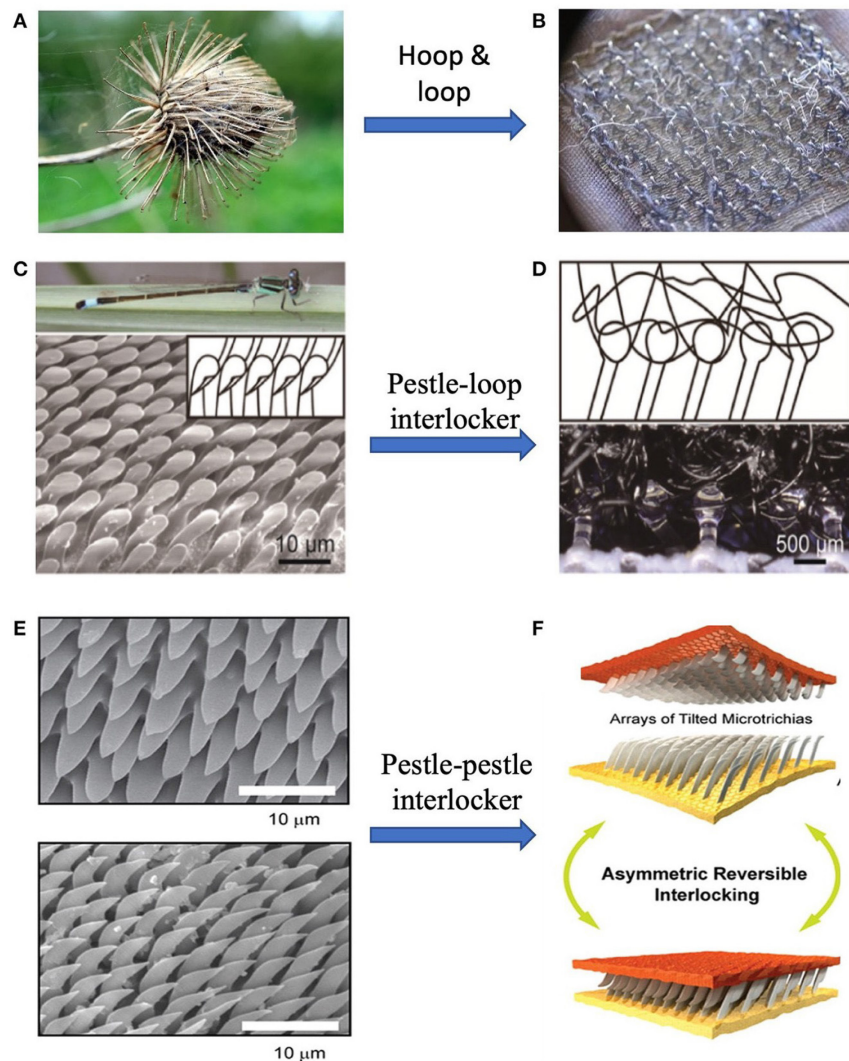 A
Hoop &
loop
B
C
10 µm
Pestle-loop
interlocker
D
500 µm
E
10 µm
10 µm
Pestle-pestle
interlocker
F
Arrays of Tilted Microtrichias
Asymmetric Reversible
Interlocking